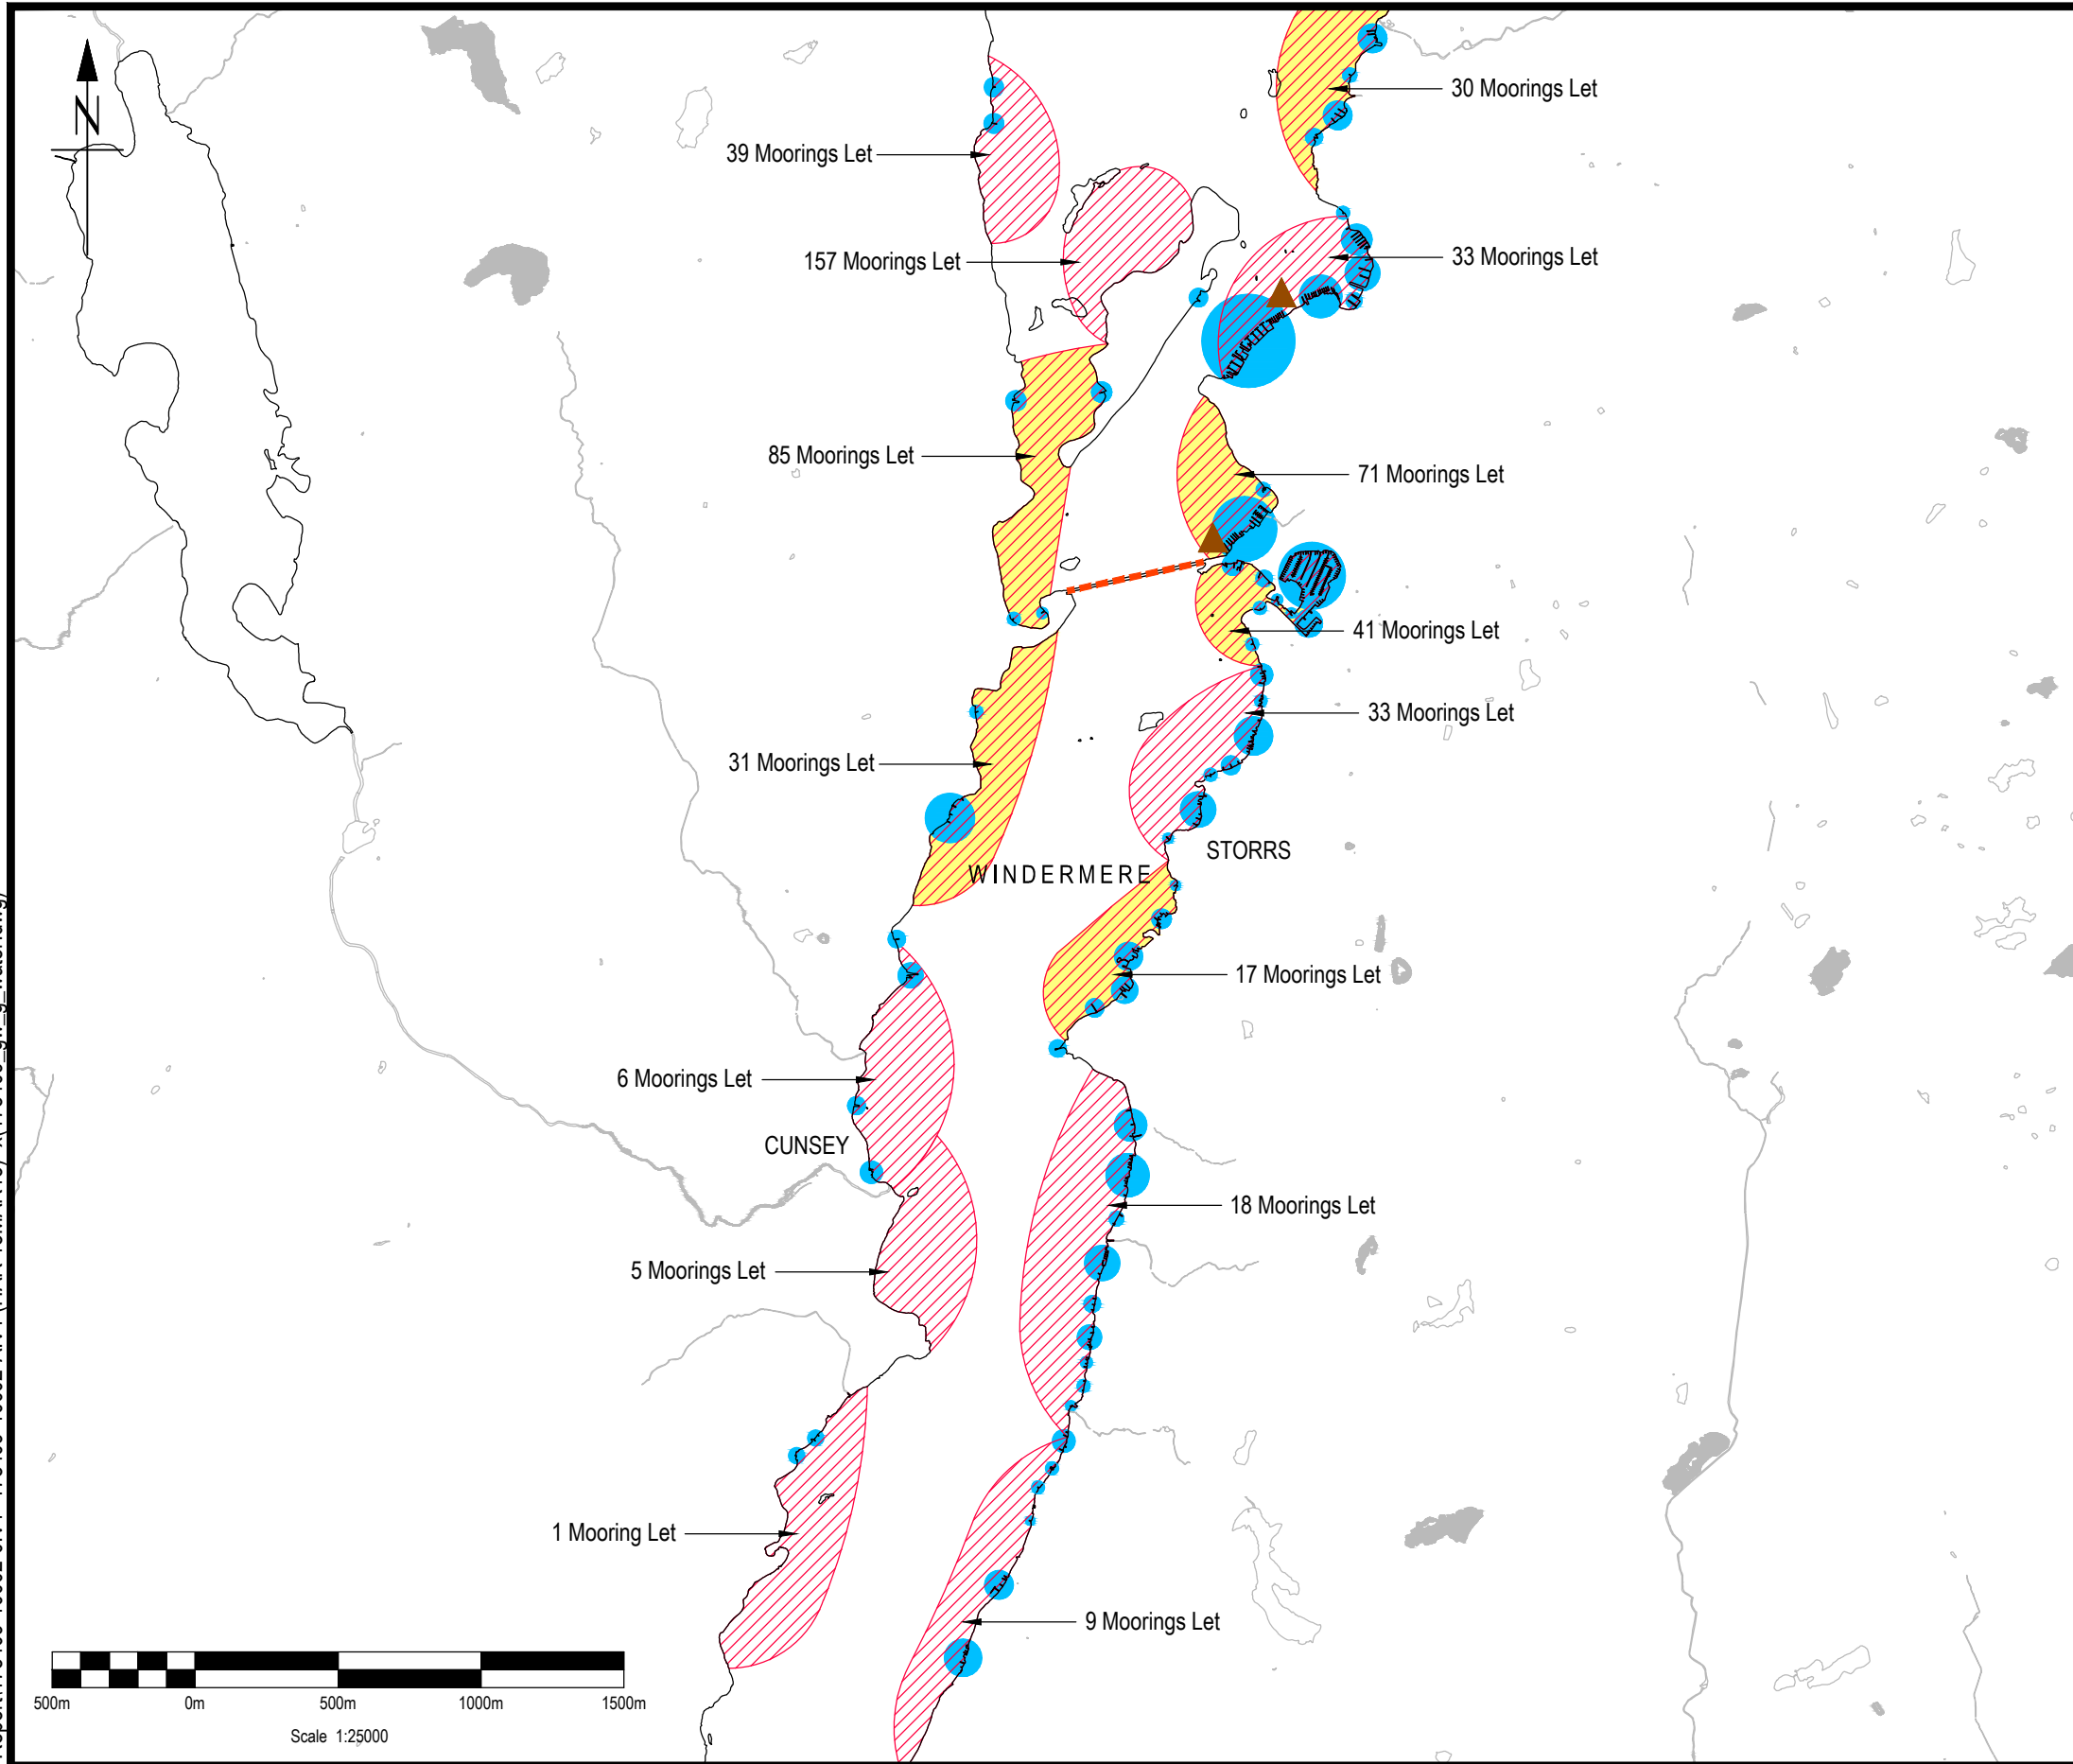 N
30 Moorings Let
39 Moorings Let
157 Moorings Let
33 Moorings Let
85 Moorings Let
71 Moorings Let
41 Moorings Let
33 Moorings Let
31 Moorings Let
STORRS
WINDERMERE
17 Moorings Let
6 Moorings Let
CUNSEY
18 Moorings Let
5 Moorings Let
1 Mooring Let
9 Moorings Let
500m 0m 500m 1000m 1500m
Scale 1:25000